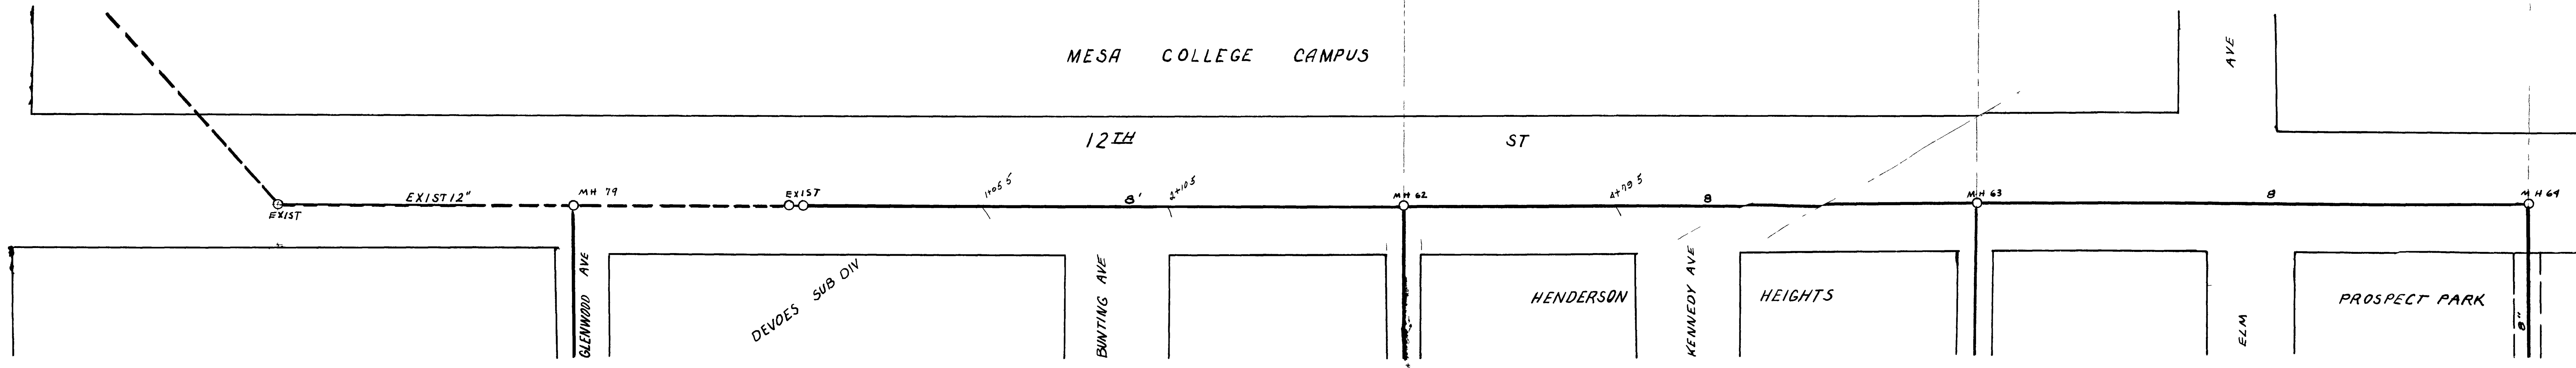 MESA COLLEGE CAMPUS
AVE
12TH ST
EXIST
EXIST 12"
MH 79
EXIST
1+05 5
8'
2+10 5
MH 62
4+79 5
8
MH 63
8
MH 64
GLENWOOD AVE
DEVOES SUB DIV
BUNTING AVE
HENDERSON HEIGHTS
KENNEDY AVE
ELM
PROSPECT PARK
8"